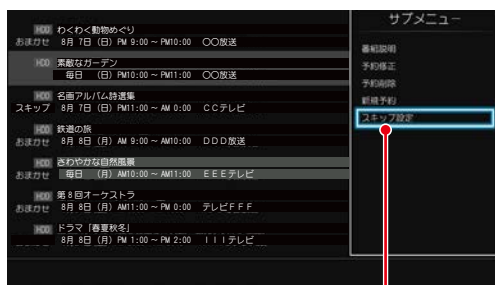 サブメニュー
HDD わくわく動物めぐり
おまかせ 8月 7日 (日) PM 9:00 ~ PM10:00 〇〇放送
HDD 素敵なガーデン
毎日 (日) PM10:00 ~ PM11:00 〇〇放送
HDD 名画アルバム詩選集
スキップ 8月 7日 (日) PM11:00 ~ AM 0:00 CCテレビ
HDD 鉄道の旅
おまかせ 8月 8日 (月) AM 9:00 ~ AM10:00 DDD放送
HDD さわやかな自然風景
おまかせ 毎日 (月) AM10:00 ~ AM11:00 EEEテレビ
HDD 第8回オーケストラ
おまかせ 8月 8日 (月) AM11:00 ~ PM 0:00 テレビFFF
HDD ドラマ「春夏秋冬」
8月 8日 (月) PM 1:00 ~ PM 2:00 IIIテレビ
番組説明
予約修正
予約削除
新規予約
スキップ設定